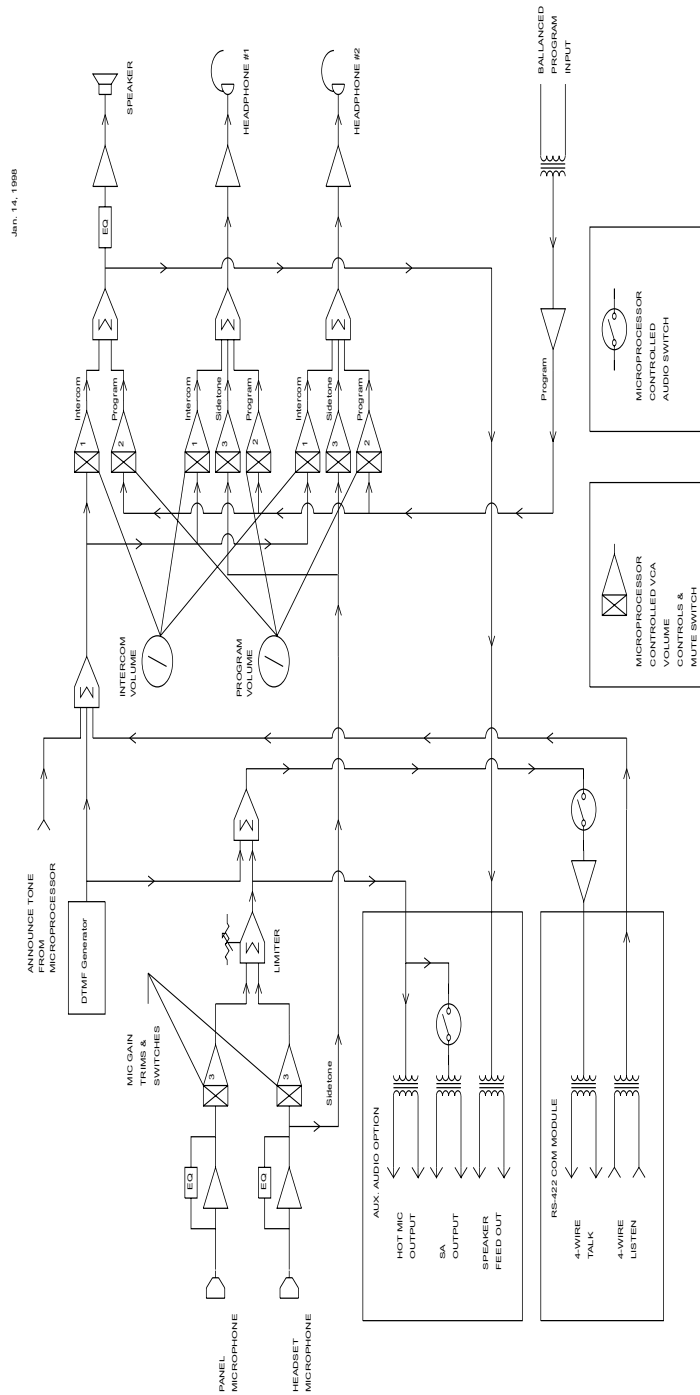 Jan. 14, 1998
ANNOUNCE TONE
FROM
MICROPROCESSOR
DTMF Generator
MIC GAIN
TRIMS &
SWITCHES
PANEL
MICROPHONE
EQ
3
HEADSET
MICROPHONE
EQ
3
Sidetone
Σ
LIMITER
Σ
Σ
INTERCOM
VOLUME
PROGRAM
VOLUME
1
Intercom
2
Program
Σ
EQ
SPEAKER
1
Intercom
3
Sidetone
2
Program
Σ
HEADPHONE #1
1
Intercom
3
Sidetone
2
Program
Σ
HEADPHONE #2
Program
BALLANCED
PROGRAM
INPUT
AUX. AUDIO OPTION
HOT MIC
OUTPUT
SA
OUTPUT
SPEAKER
FEED OUT
RS-422 COM MODULE
4-WIRE
TALK
4-WIRE
LISTEN
MICROPROCESSOR
CONTROLLED VCA
VOLUME
CONTROLS &
MUTE SWITCH
MICROPROCESSOR
CONTROLLED
AUDIO SWITCH